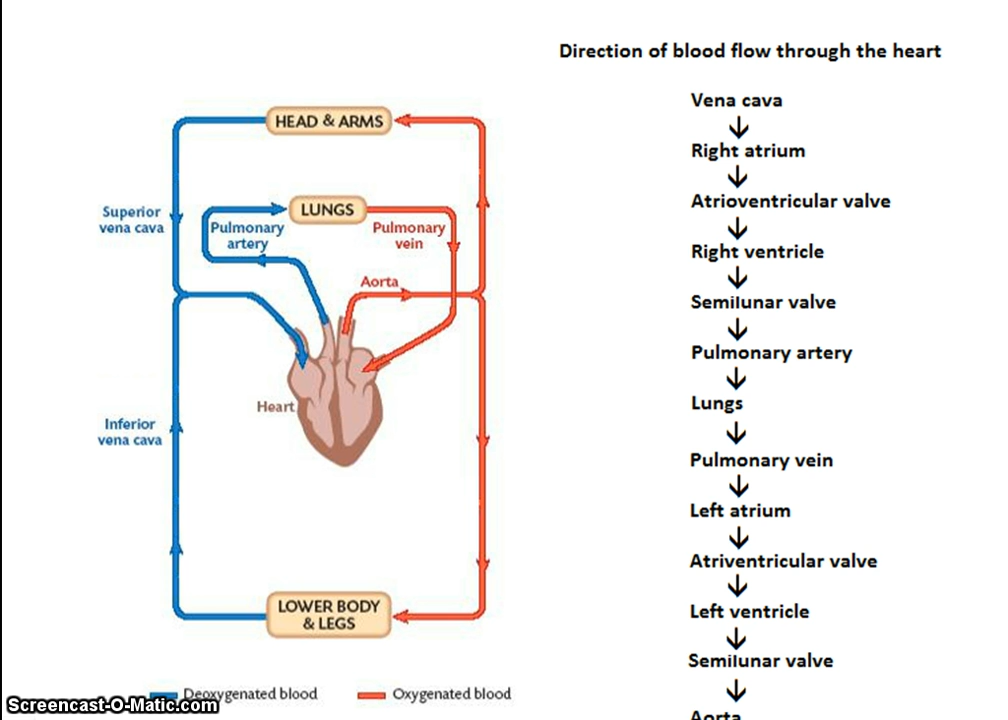 Direction of blood flow through the heart
HEAD & ARMS
LUNGS
Superior
vena cava
Pulmonary
artery
Pulmonary
vein
Aorta
Heart
Inferior
vena cava
LOWER BODY
& LEGS
Deoxygenated blood
Oxygenated blood
Screencast-O-Matic.com
Vena cava
Right atrium
Atrioventricular valve
Right ventricle
Semilunar valve
Pulmonary artery
Lungs
Pulmonary vein
Left atrium
Atriventricular valve
Left ventricle
Semilunar valve
Aorta